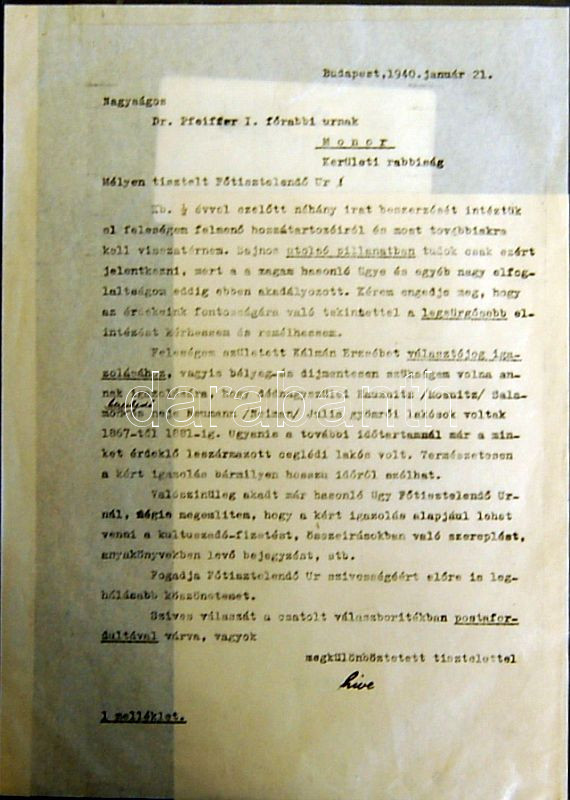 Budapest,1940.január 21.
Nagyságos
Dr. Pfeiffer I. főrabbi urnak
Monor
Kerületi rabbiság
Mélyen tisztelt Főtisztelendő Ur !
Kb. ½ évvel ezelőtt néhány irat beszerzését intéztük
el feleségem felmenő hozzátartozóiról és most továbbiakra
kell visszatérnem. Sajnos utolsó pillanatban tudok csak ezért
jelentkezni, mert a a magam hasonló ügye és egyéb nagy elfog-
laltságom eddig ebben akadályozott. Kérem engedje meg, hogy
az érdekeink fontosságára való tekintettel a legsürgősebb el-
intézést kérhessem és remélhessem.
Feleségem született Kálmán Erzsébet választójog iga-
zolásához, vagyis bélyeg-és díjmentesen szükségem volna an-
nak igazolására, hogy dédnagyszülei
neje Neumann /Neimar/ Julia gyömrői lakósok voltak
1867-től 1881-ig. Ugyanis a további időtartamnál már a min-
ket érdeklő leszármazott ceglédi lakós volt. Természetesen
a kért igazolás bármilyen hosszu időről szólhat.
Valószinüleg akadt már hasonló ügy Főtisztelendő Ur-
nál, mégis megemlitem, hogy a kért igazolás alapjául lehet
venni a kultuszadó-fizetést, összeirásokban való szereplést,
anyakönyvekben levő bejegyzést, stb.
Fogadja Főtisztelendő Ur szivességéért előre is leg-
hálásabb köszönetemet.
Szives válaszát a csatolt válaszboritékban postafor-
dultával várva, vagyok
megkülönböztetett tisztelettel
hive
1 melléklet.
darabanth